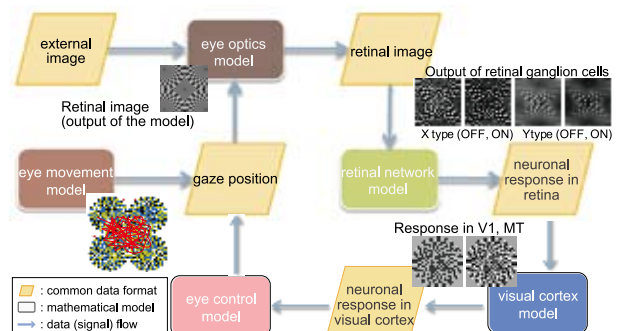 external
image
eye optics
model
retinal image
Output of retinal ganglion cells
Retinal image
(output of the model)
X type (OFF, ON)
Ytype (OFF, ON)
eye movement
model
gaze position
retinal network
model
neuronal
response in
retina
Response in V1, MT
: common data format
: mathematical model
: data (signal) flow
eye control
model
neuronal
response in
visual cortex
visual cortex
model